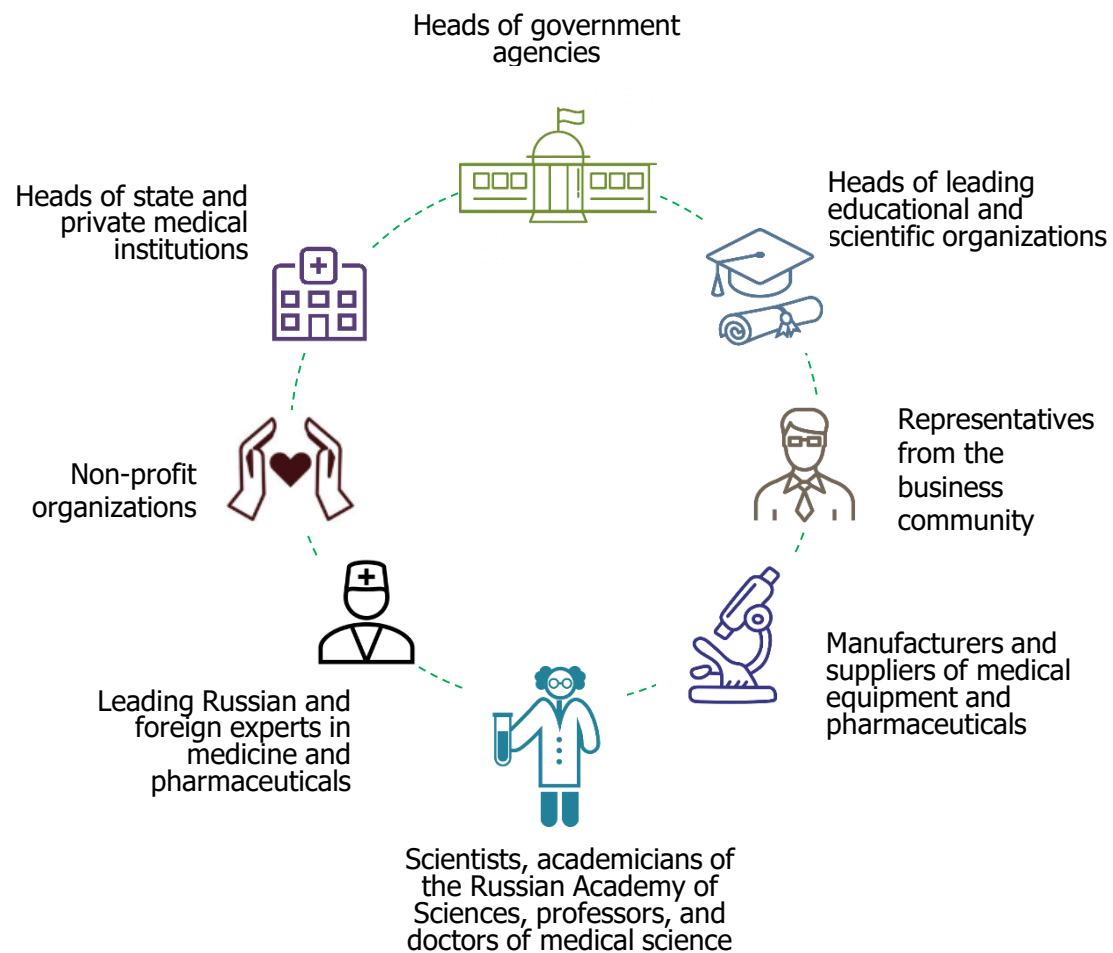 Heads of government
agencies
Heads of state and
private medical
institutions
Heads of leading
educational and
scientific organizations
Non-profit
organizations
Representatives
from the
business
community
Leading Russian and
foreign experts in
medicine and
pharmaceuticals
Manufacturers and
suppliers of medical
equipment and
pharmaceuticals
Scientists, academicians of
the Russian Academy of
Sciences, professors, and
doctors of medical science